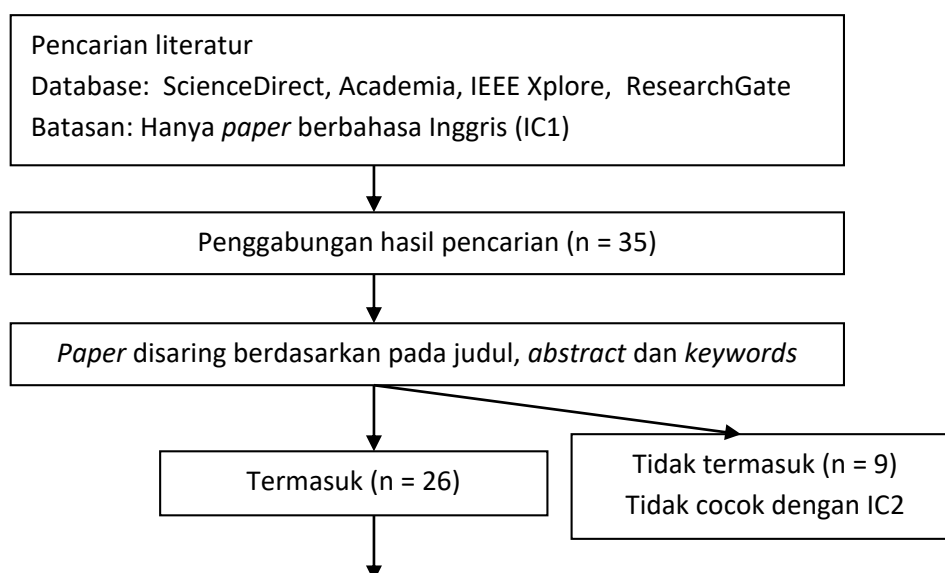 Pencarian literatur
Database: ScienceDirect, Academia, IEEE Xplore, ResearchGate
Batasan: Hanya paper berbahasa Inggris (IC1)
Penggabungan hasil pencarian (n = 35)
Paper disaring berdasarkan pada judul, abstract dan keywords
Termasuk (n = 26)
Tidak termasuk (n = 9)
Tidak cocok dengan IC2